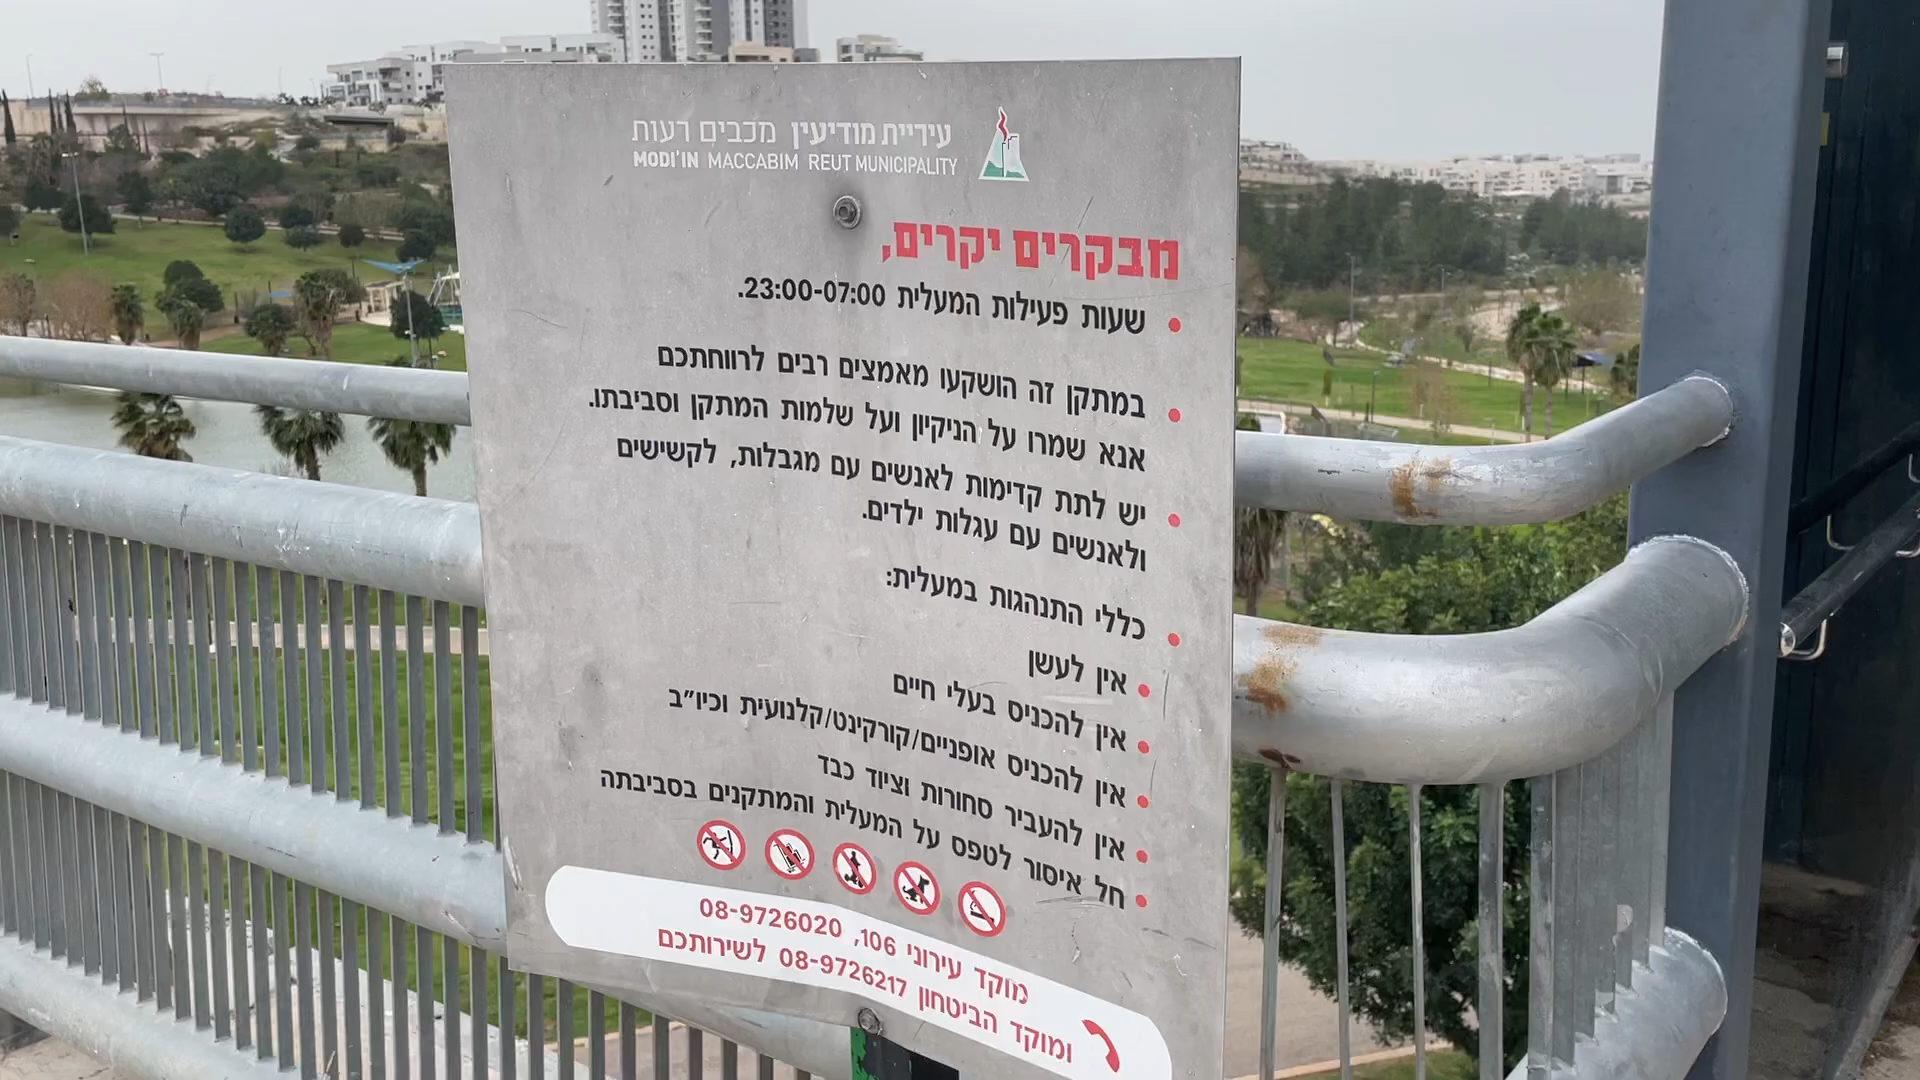 עיריית מודיעין מכבים רעות
MODI'IN MACCABIM REUT MUNICIPALITY
מבקרים יקרים,
• שעות פעילות המעלית 23:00-07:00.
• במתקן זה הושקעו מאמצים רבים לרווחתכם
אנא שמרו על הניקיון ועל שלמות המתקן וסביבתו.
• יש לתת קדימות לאנשים עם מגבלות, לקשישים
ולאנשים עם עגלות ילדים.
• כללי התנהגות במעלית:
• אין לעשן
• אין להכניס בעלי חיים
• אין להכניס אופניים/קורקינט/קלנועית וכיו"ב
• אין להעביר סחורות וציוד כבד
• חל איסור לטפס על המעלית והמתקנים בסביבתה
מוקד עירוני 106, 08-9726020
ומוקד הביטחון 08-9726217 לשירותכם